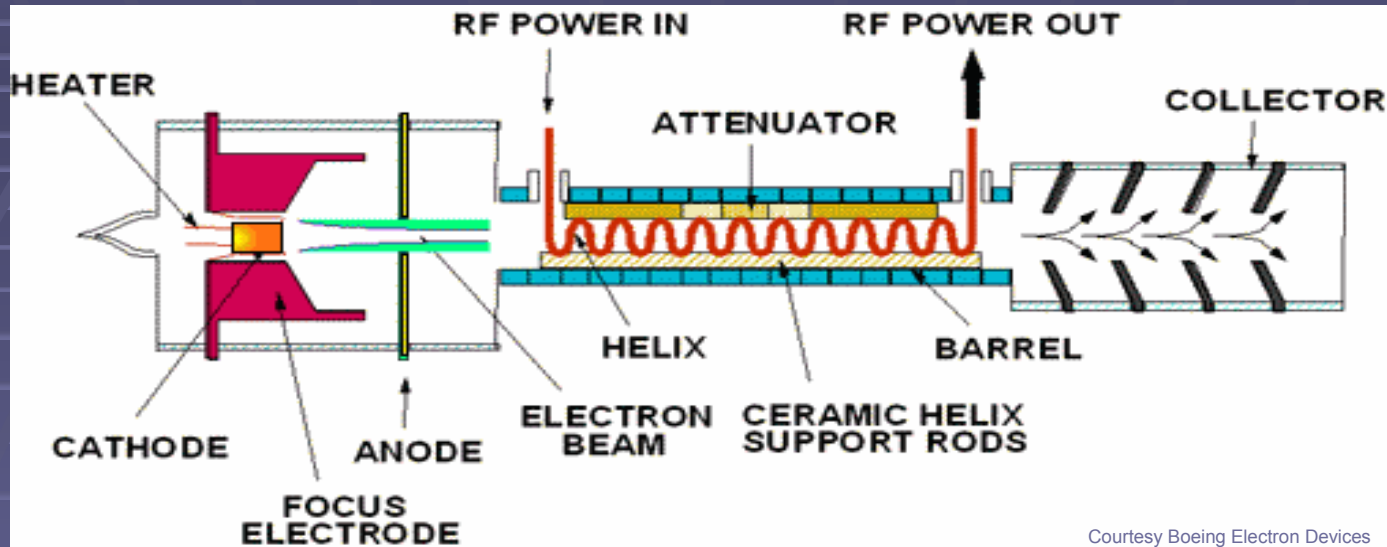 RF POWER IN
RF POWER OUT
HEATER
COLLECTOR
ATTENUATOR
HELIX
BARREL
CATHODE
ANODE
ELECTRON
BEAM
CERAMIC HELIX
SUPPORT RODS
FOCUS
ELECTRODE
Courtesy Boeing Electron Devices